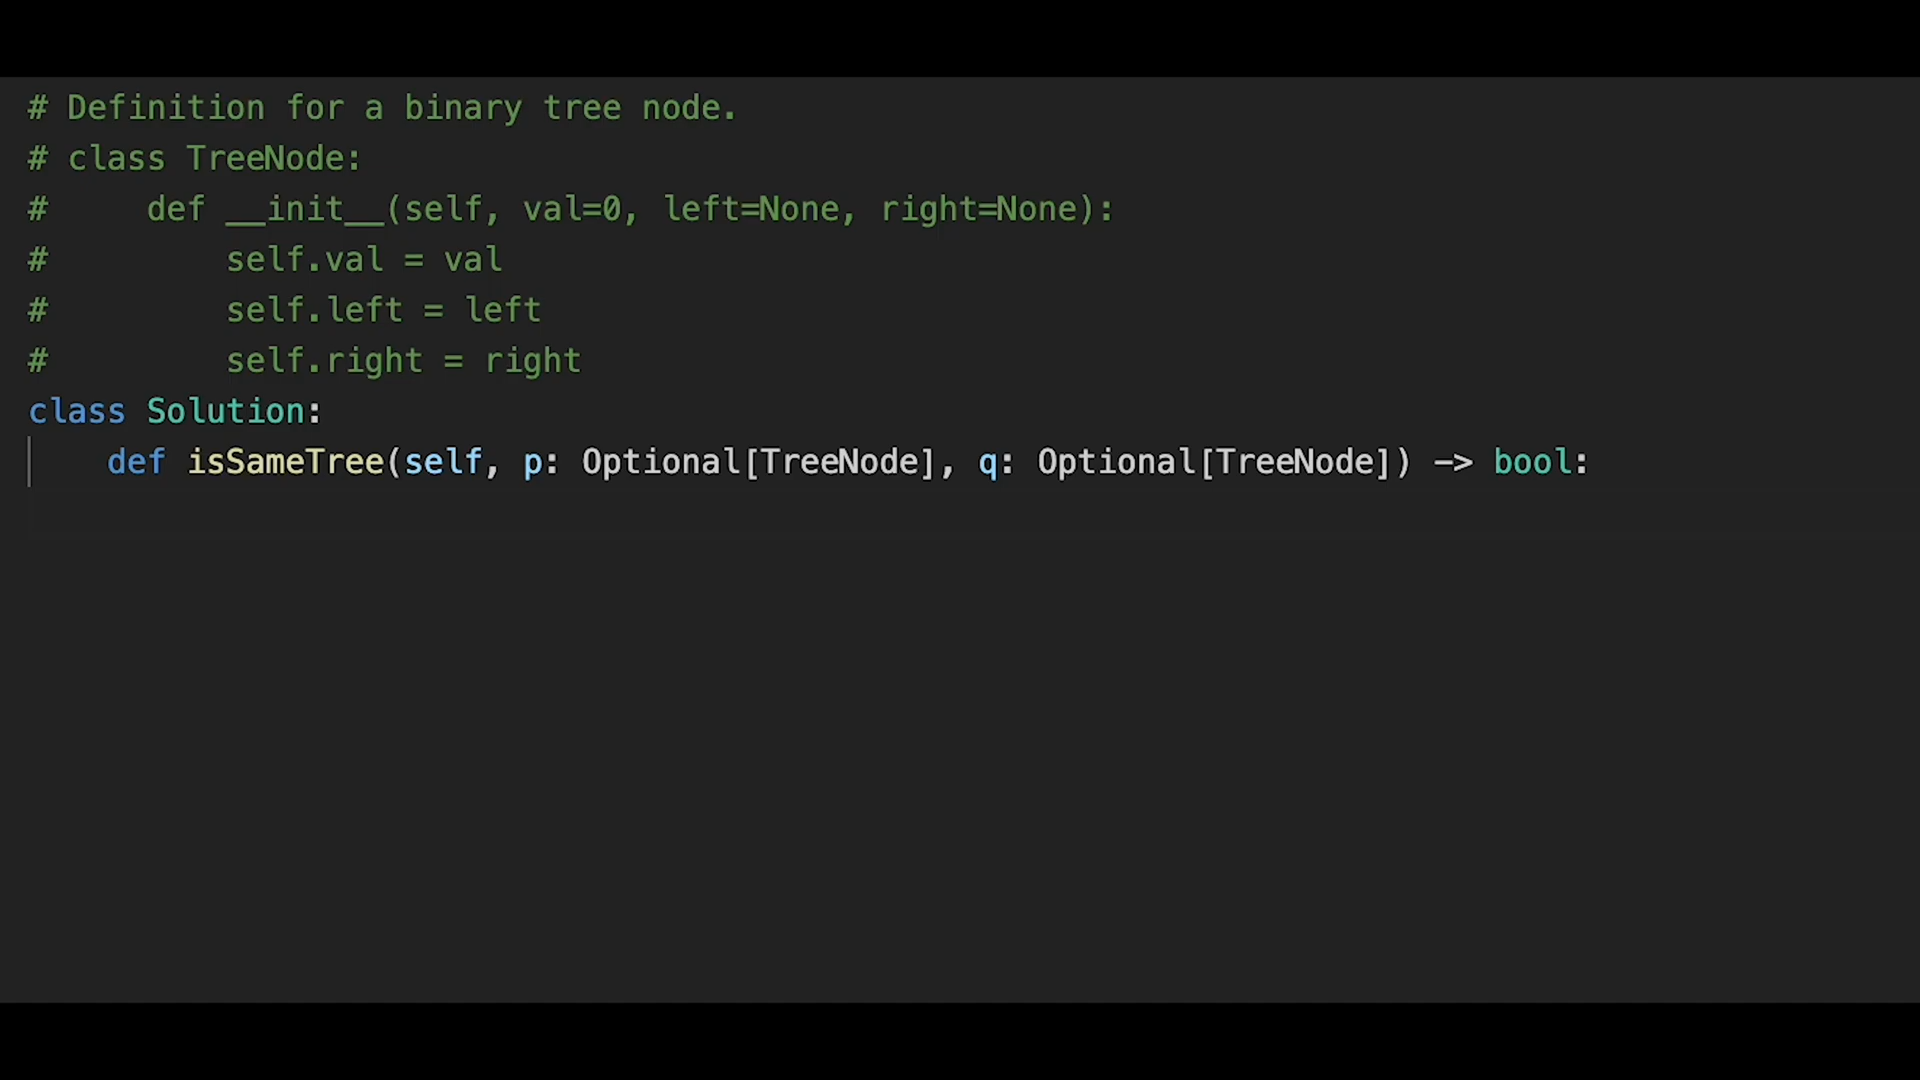 # Definition for a binary tree node.
# class TreeNode:
#     def __init__(self, val=0, left=None, right=None):
#         self.val = val
#         self.left = left
#         self.right = right
class Solution:
    def isSameTree(self, p: Optional[TreeNode], q: Optional[TreeNode]) -> bool: